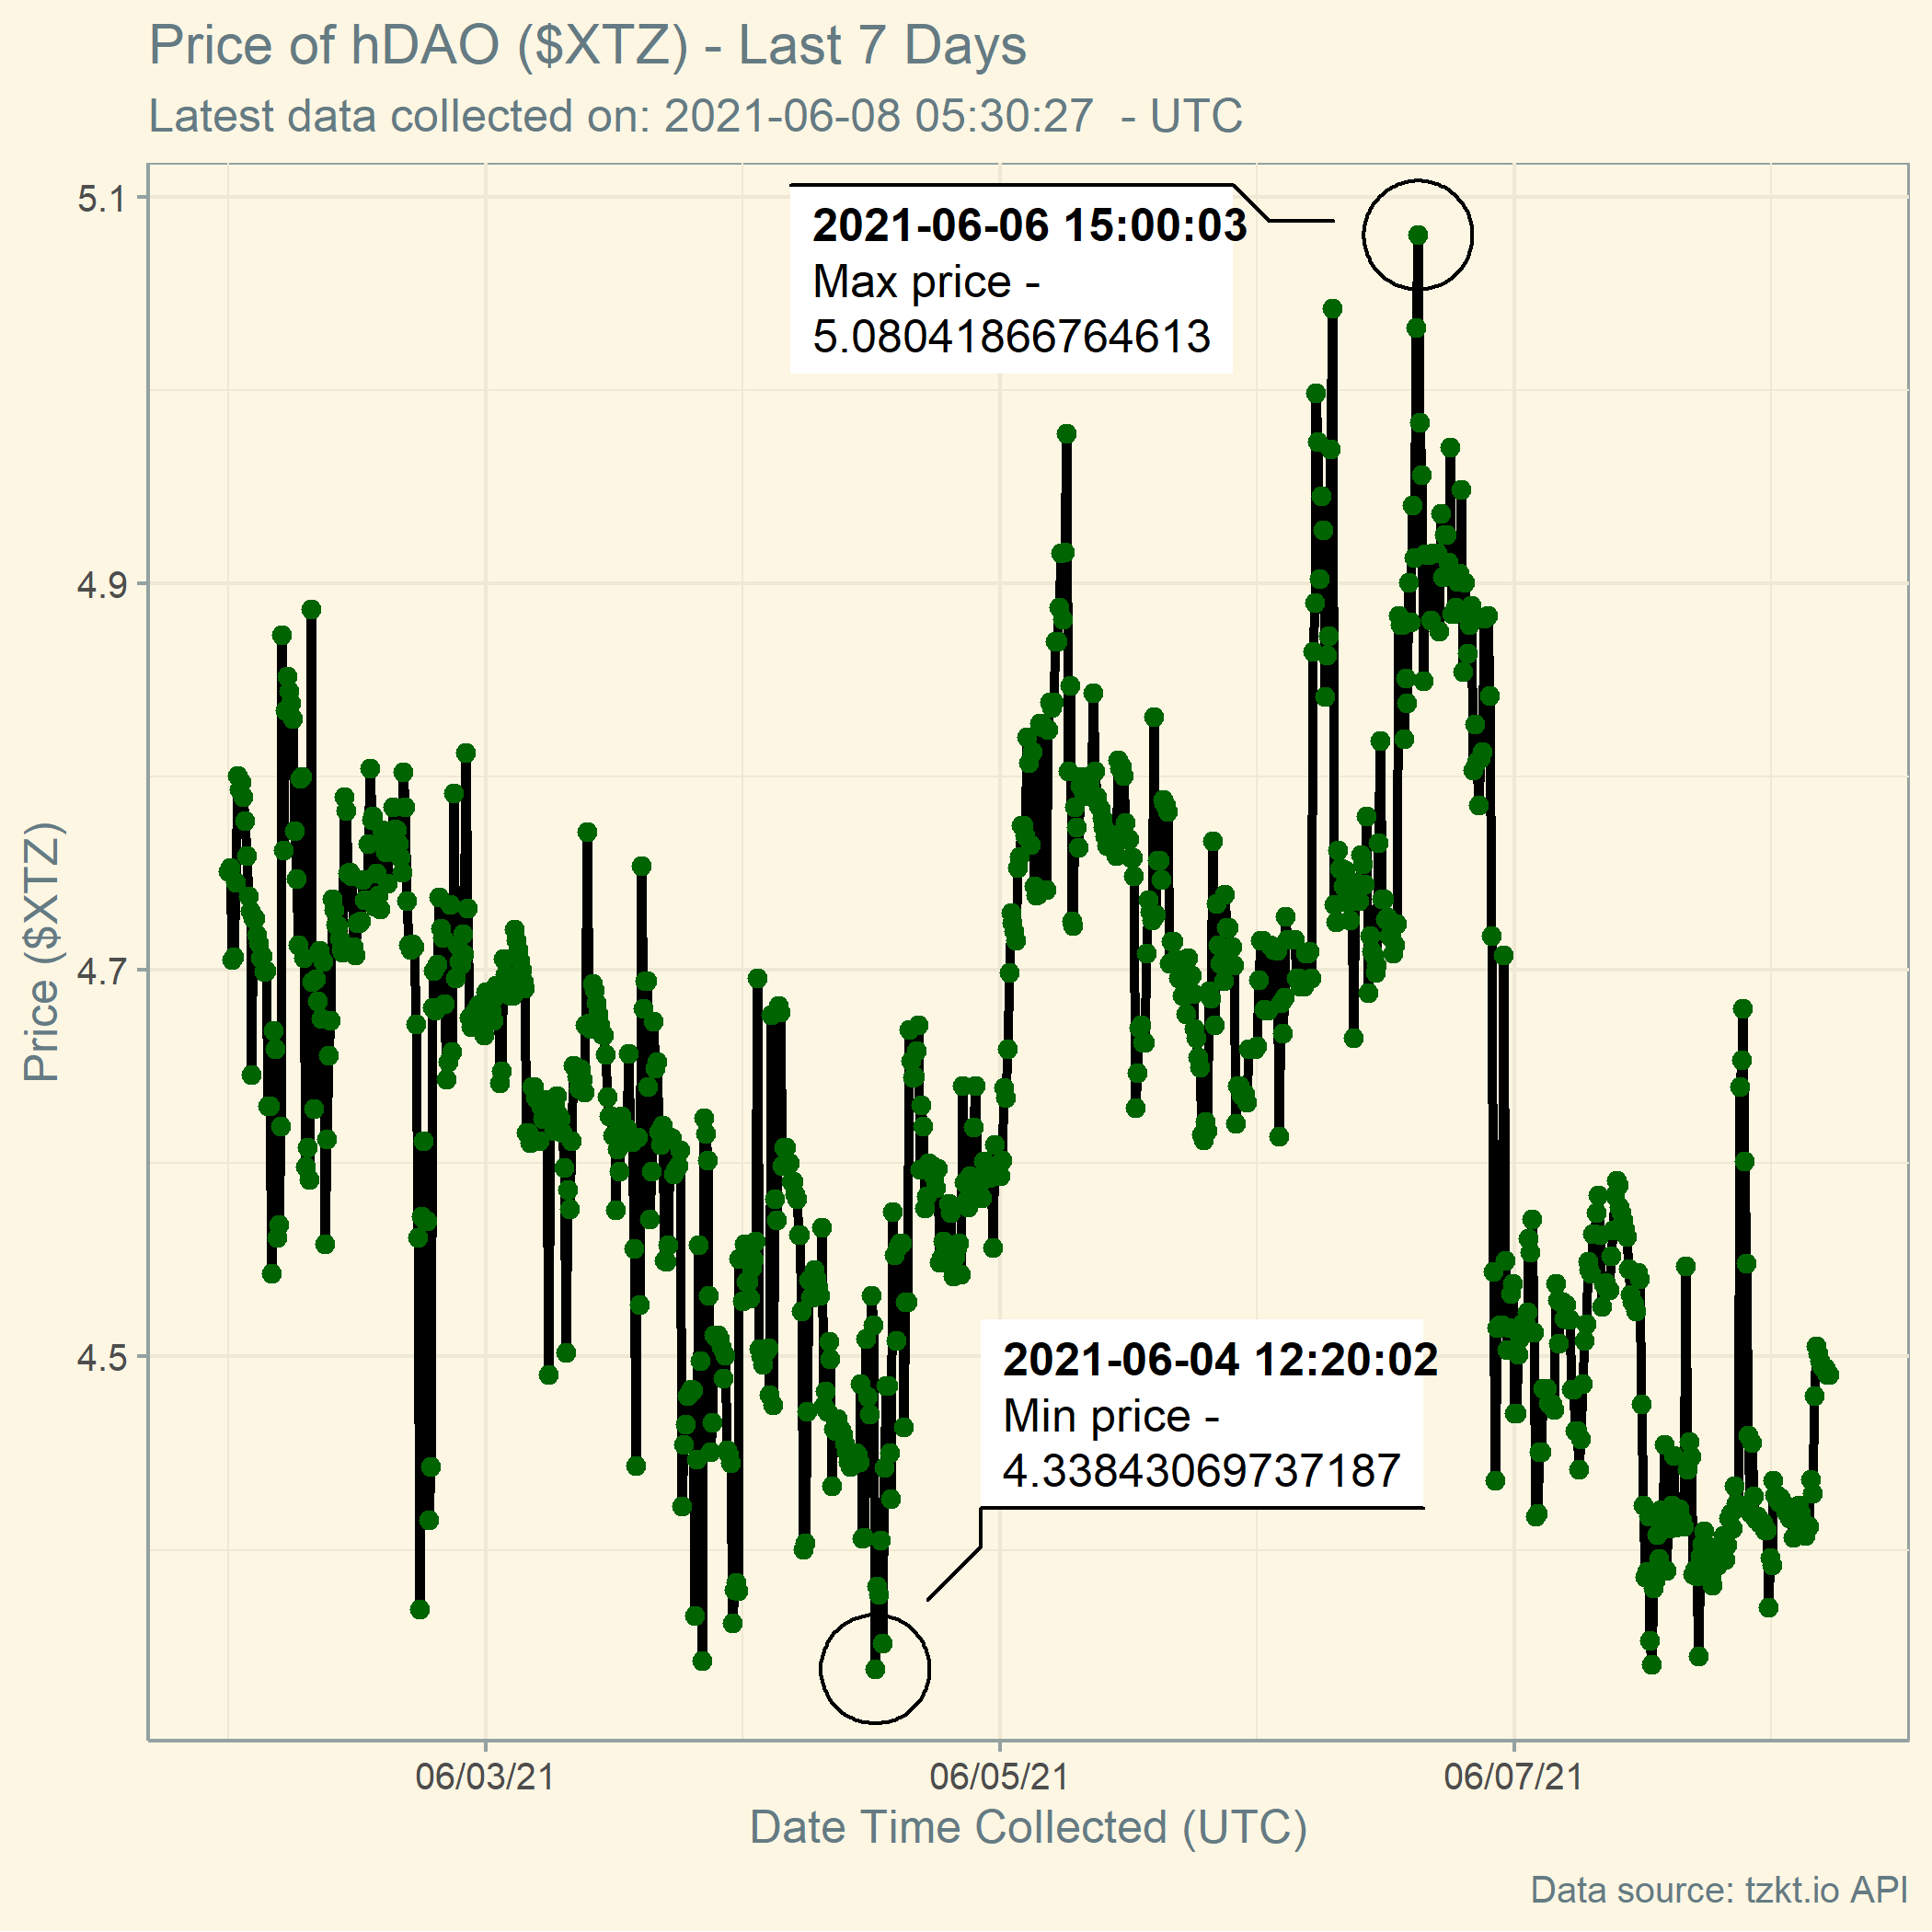 Price of hDAO ($XTZ) - Last 7 Days
Latest data collected on: 2021-06-08 05:30:27  - UTC
5.1
4.9
4.7
4.5
Price ($XTZ)
2021-06-06 15:00:03
Max price -
5.08041866764613
2021-06-04 12:20:02
Min price -
4.33843069737187
06/03/21
06/05/21
06/07/21
Date Time Collected (UTC)
Data source: tzkt.io API